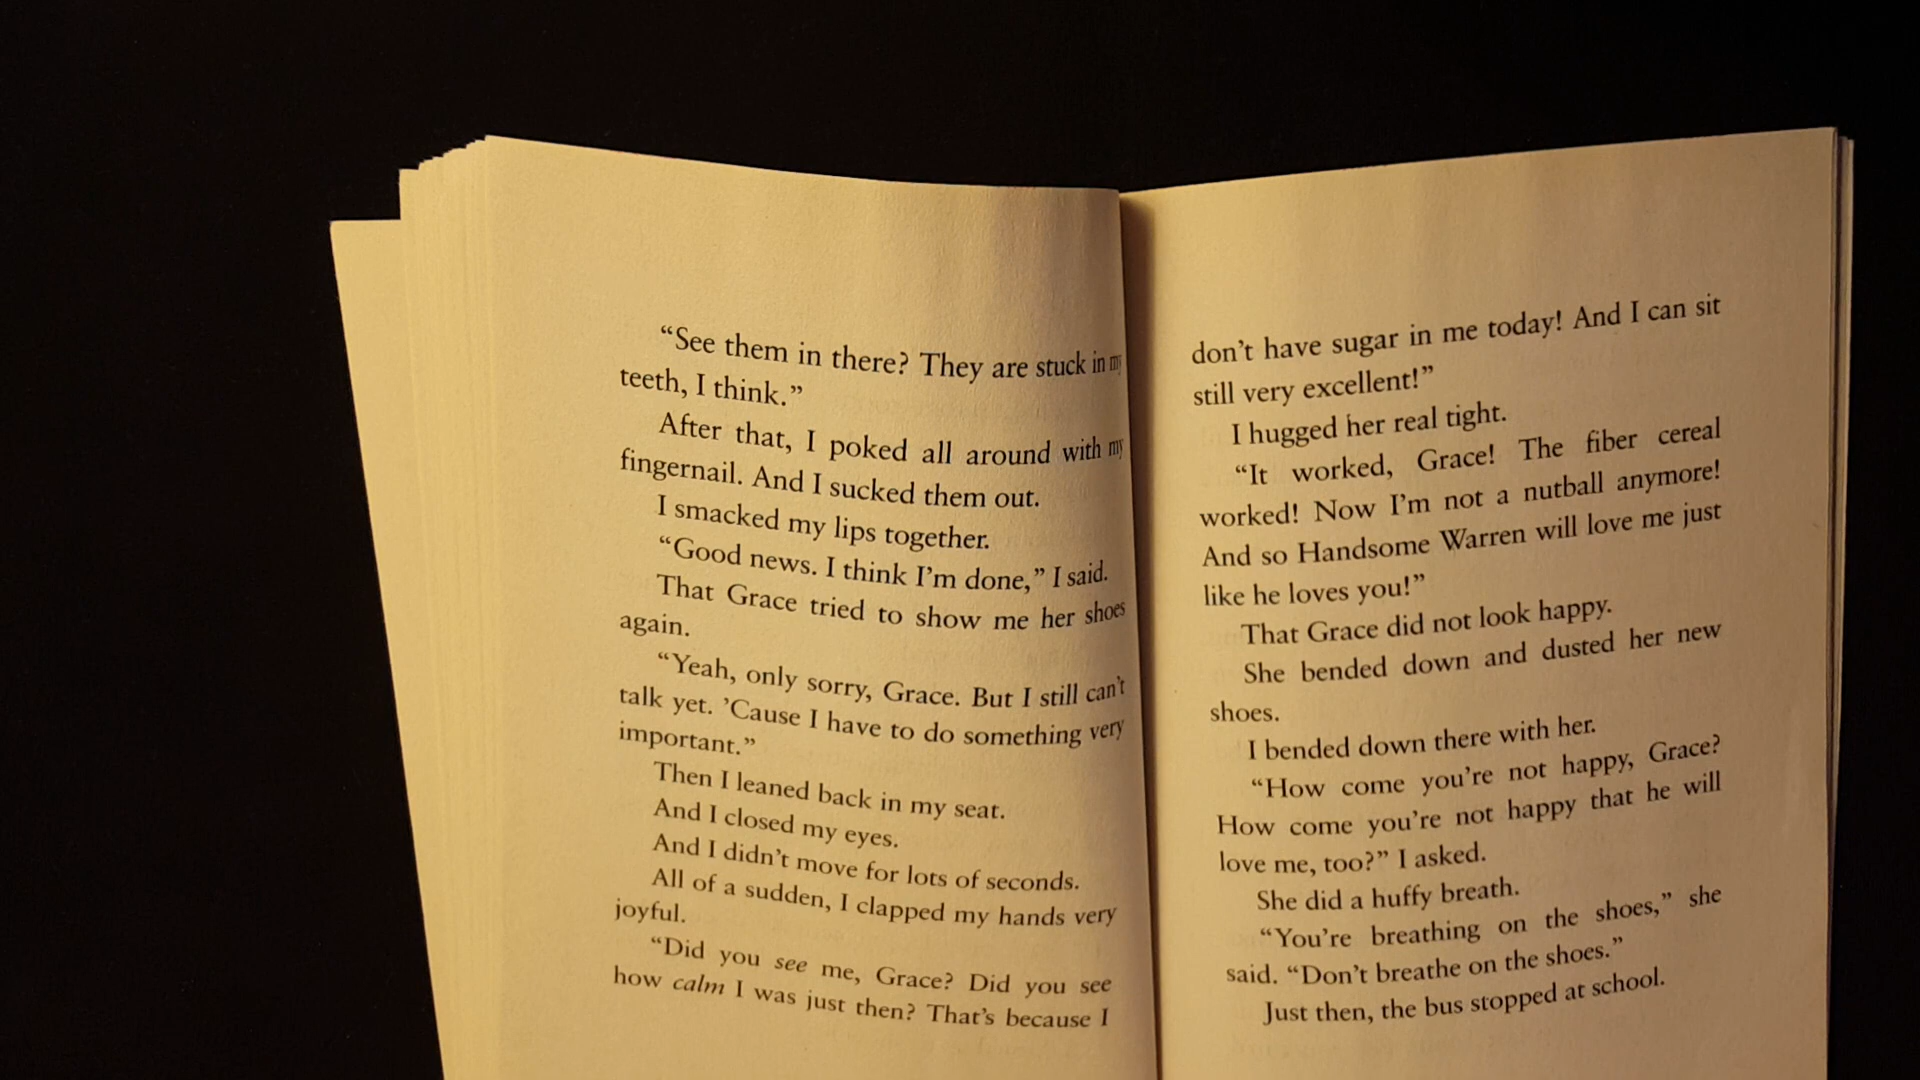 “See them in there? They are stuck in my
teeth, I think.”
After that, I poked all around with my
fingernail. And I sucked them out.
I smacked my lips together.
“Good news. I think I’m done,” I said.
That Grace tried to show me her shoes
again.
“Yeah, only sorry, Grace. But I still can’t
talk yet. ’Cause I have to do something very
important.”
Then I leaned back in my seat.
And I closed my eyes.
And I didn’t move for lots of seconds.
All of a sudden, I clapped my hands very
joyful.
“Did you see me, Grace? Did you see
how calm I was just then? That’s because I
don’t have sugar in me today! And I can sit
still very excellent!”
I hugged her real tight.
“It worked, Grace! The fiber cereal
worked! Now I’m not a nutball anymore!
And so Handsome Warren will love me just
like he loves you!”
That Grace did not look happy.
She bended down and dusted her new
shoes.
I bended down there with her.
“How come you’re not happy, Grace?
How come you’re not happy that he will
love me, too?” I asked.
She did a huffy breath.
“You’re breathing on the shoes,” she
said. “Don’t breathe on the shoes.”
Just then, the bus stopped at school.